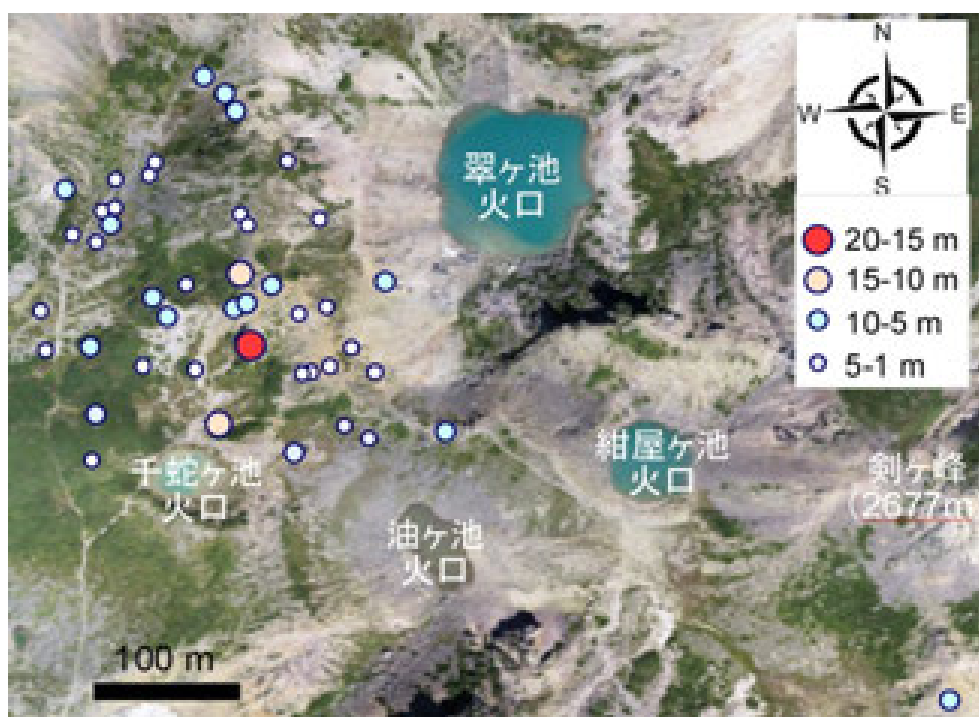 N
W E
S
翠ヶ池
火口
20-15 m
15-10 m
10-5 m
5-1 m
紺屋ヶ池
火口
剣ヶ峰
(2677m
千蛇ヶ池
火口
油ヶ池
火口
100 m